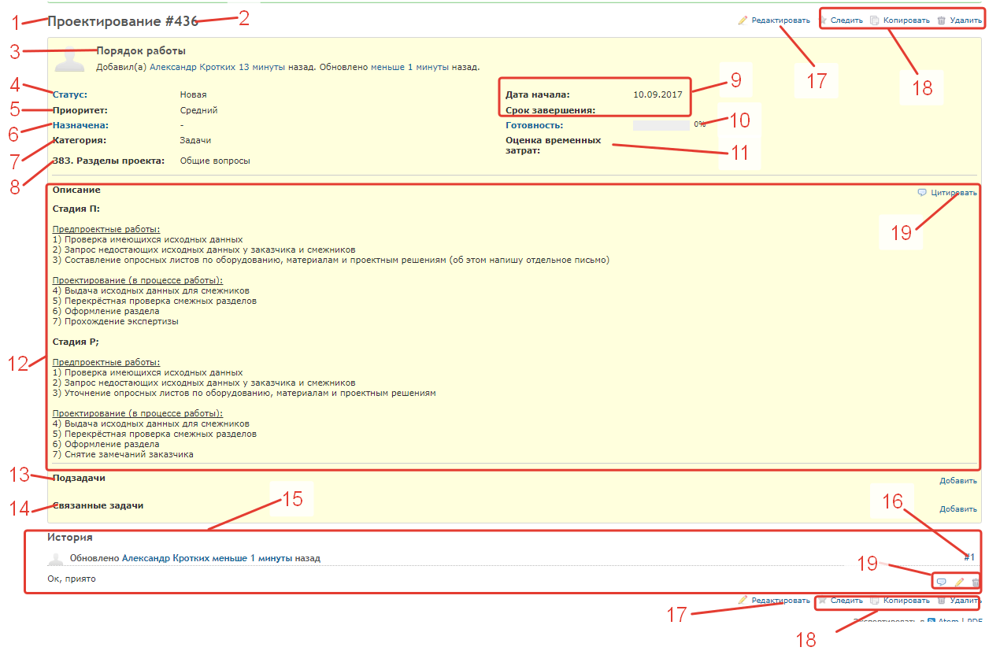 1 Проектирование #436 2
Редактировать Следить Копировать Удалить
17 18
3 Порядок работы
Добавил(а) Александр Кротких 13 минуты назад. Обновлено меньше 1 минуты назад.
4 Статус: Новая
5 Приоритет: Средний
6 Назначена: -
7 Категория: Задачи
8 383. Разделы проекта: Общие вопросы
Дата начала: 10.09.2017 9
Срок завершения:
Готовность: 0% 10
Оценка временных
затрат: 11
Описание
Цитировать
19
Стадия П:
Предпроектные работы:
1) Проверка имеющихся исходных данных
2) Запрос недостающих исходных данных у заказчика и смежников
3) Составление опросных листов по оборудованию, материалам и проектным решениям (об этом напишу отдельное письмо)
Проектирование (в процессе работы):
4) Выдача исходных данных для смежников
5) Перекрёстная проверка смежных разделов
6) Оформление раздела
7) Прохождение экспертизы
Стадия Р;
12
Предпроектные работы:
1) Проверка имеющихся исходных данных
2) Запрос недостающих исходных данных у заказчика и смежников
3) Уточнение опросных листов по оборудованию, материалам и проектным решениям
Проектирование (в процессе работы):
4) Выдача исходных данных для смежников
5) Перекрёстная проверка смежных разделов
6) Оформление раздела
7) Снятие замечаний заказчика
13 Подзадачи Добавить
15 16
14 Связанные задачи Добавить
История
Обновлено Александр Кротких меньше 1 минуты назад #1
19
Ок, принято
Редактировать Следить Копировать Удалить
17
Экспортировать в Atom | PDF
18